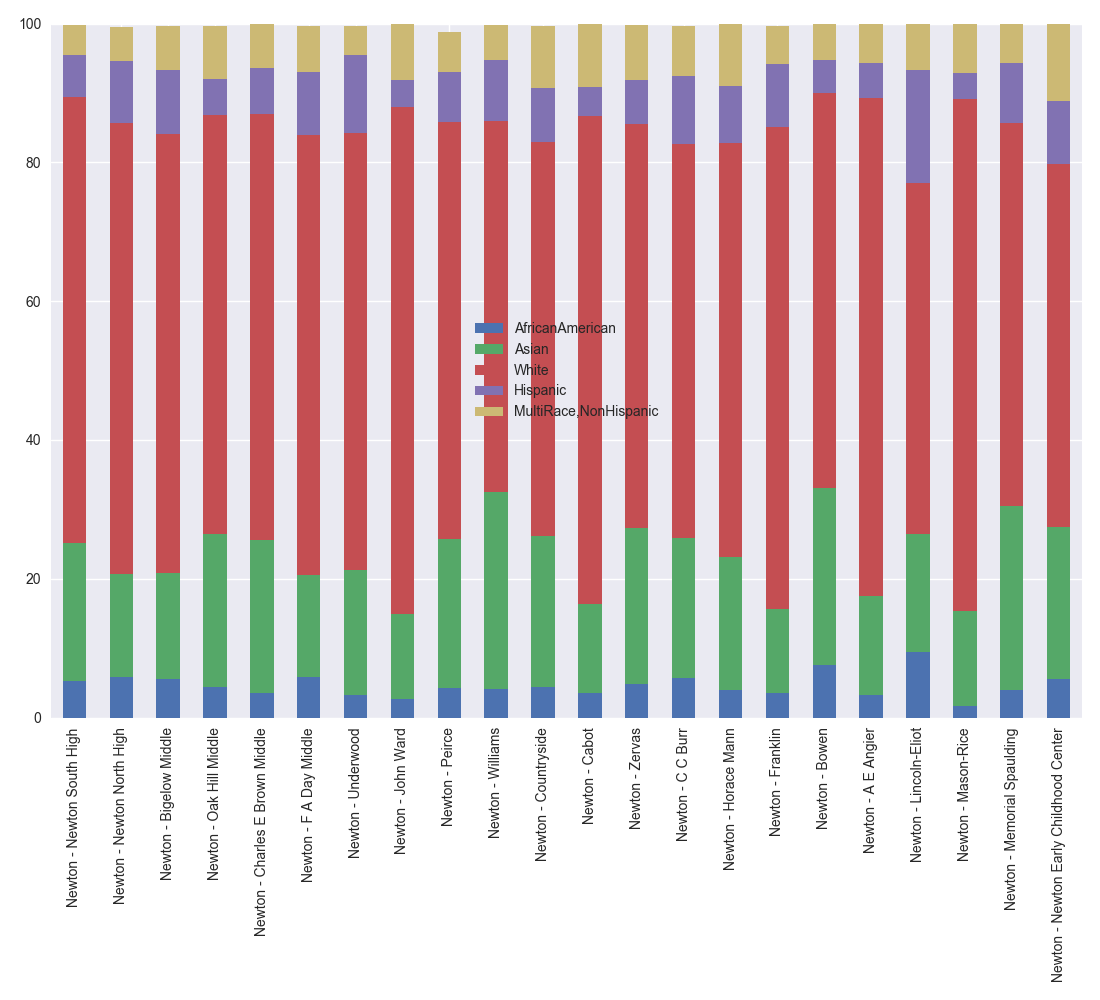 100
80
60
40
20
0
AfricanAmerican
Asian
White
Hispanic
MultiRace,NonHispanic
Newton - Newton South High
Newton - Newton North High
Newton - Bigelow Middle
Newton - Oak Hill Middle
Newton - Charles E Brown Middle
Newton - F A Day Middle
Newton - Underwood
Newton - John Ward
Newton - Peirce
Newton - Williams
Newton - Countryside
Newton - Cabot
Newton - Zervas
Newton - C C Burr
Newton - Horace Mann
Newton - Franklin
Newton - Bowen
Newton - A E Angier
Newton - Lincoln-Eliot
Newton - Mason-Rice
Newton - Memorial Spaulding
Newton - Newton Early Childhood Center